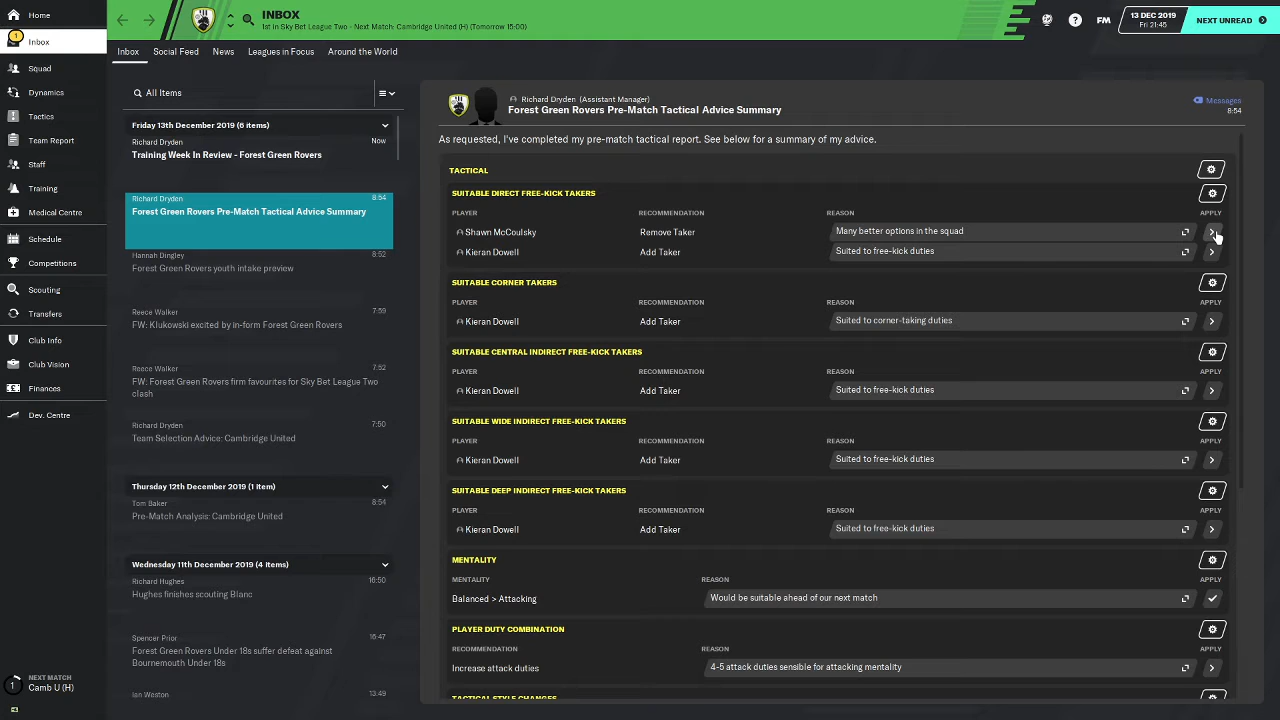 Home
1
Inbox
Squad
Dynamics
Tactics
Team Report
Staff
Training
Medical Centre
Schedule
Competitions
Scouting
Transfers
Club Info
Club Vision
Finances
Dev. Centre
1
NEXT MATCH
Camb U (H)
INBOX
1st in Sky Bet League Two - Next Match: Cambridge United (H) (Tomorrow 15:00)
?
FM
13 DEC 2019
Fri 21:45
NEXT UNREAD
Inbox
Social Feed
News
Leagues in Focus
Around the World
All Items
Friday 13th December 2019 (6 items)
Richard Dryden Now
Training Week In Review - Forest Green Rovers
Richard Dryden 8:54
Forest Green Rovers Pre-Match Tactical Advice Summary
Hannah Dingley 8:52
Forest Green Rovers youth intake preview
Reece Walker 7:59
FW: Klukowski excited by in-form Forest Green Rovers
Reece Walker 7:52
FW: Forest Green Rovers firm favourites for Sky Bet League Two
clash
Richard Dryden 7:50
Team Selection Advice: Cambridge United
Thursday 12th December 2019 (1 item)
Tom Baker 8:54
Pre-Match Analysis: Cambridge United
Wednesday 11th December 2019 (4 items)
Richard Hughes 16:50
Hughes finishes scouting Blanc
Spencer Prior 16:47
Forest Green Rovers Under 18s suffer defeat against
Bournemouth Under 18s
Ian Weston 13:49
Richard Dryden (Assistant Manager)
Forest Green Rovers Pre-Match Tactical Advice Summary
Messages
8:54
As requested, I've completed my pre-match tactical report. See below for a summary of my advice.
TACTICAL
SUITABLE DIRECT FREE-KICK TAKERS
PLAYER RECOMMENDATION REASON APPLY
Shawn McCoulsky Remove Taker Many better options in the squad
Kieran Dowell Add Taker Suited to free-kick duties
SUITABLE CORNER TAKERS
PLAYER RECOMMENDATION REASON APPLY
Kieran Dowell Add Taker Suited to corner-taking duties
SUITABLE CENTRAL INDIRECT FREE-KICK TAKERS
PLAYER RECOMMENDATION REASON APPLY
Kieran Dowell Add Taker Suited to free-kick duties
SUITABLE WIDE INDIRECT FREE-KICK TAKERS
PLAYER RECOMMENDATION REASON APPLY
Kieran Dowell Add Taker Suited to free-kick duties
SUITABLE DEEP INDIRECT FREE-KICK TAKERS
PLAYER RECOMMENDATION REASON APPLY
Kieran Dowell Add Taker Suited to free-kick duties
MENTALITY
MENTALITY REASON APPLY
Balanced > Attacking Would be suitable ahead of our next match
PLAYER DUTY COMBINATION
RECOMMENDATION REASON APPLY
Increase attack duties 4-5 attack duties sensible for attacking mentality
TACTICAL STYLE CHANGES